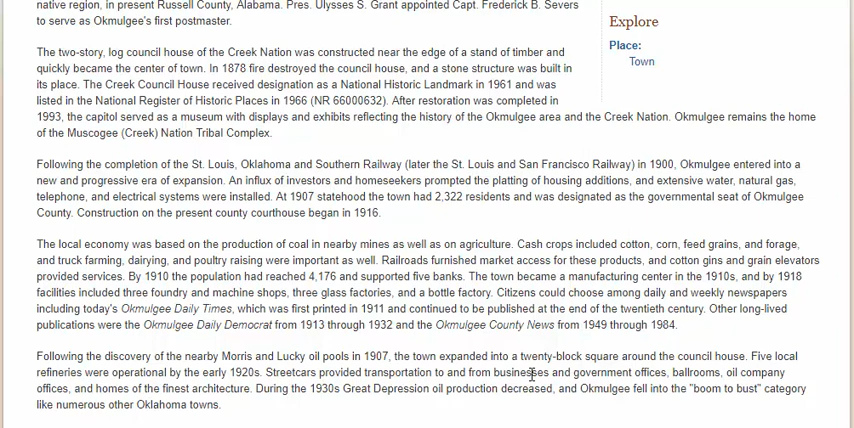 native region, in present Russell County, Alabama. Pres. Ulysses S. Grant appointed Capt. Frederick B. Severs
to serve as Okmulgee's first postmaster.
The two-story, log council house of the Creek Nation was constructed near the edge of a stand of timber and
quickly became the center of town. In 1878 fire destroyed the council house, and a stone structure was built in
its place. The Creek Council House received designation as a National Historic Landmark in 1961 and was
listed in the National Register of Historic Places in 1966 (NR 66000632). After restoration was completed in
1993, the capitol served as a museum with displays and exhibits reflecting the history of the Okmulgee area and the Creek Nation. Okmulgee remains the home
of the Muscogee (Creek) Nation Tribal Complex.
Following the completion of the St. Louis, Oklahoma and Southern Railway (later the St. Louis and San Francisco Railway) in 1900, Okmulgee entered into a
new and progressive era of expansion. An influx of investors and homeseekers prompted the platting of housing additions, and extensive water, natural gas,
telephone, and electrical systems were installed. At 1907 statehood the town had 2,322 residents and was designated as the governmental seat of Okmulgee
County. Construction on the present county courthouse began in 1916.
The local economy was based on the production of coal in nearby mines as well as on agriculture. Cash crops included cotton, corn, feed grains, and forage,
and truck farming, dairying, and poultry raising were important as well. Railroads furnished market access for these products, and cotton gins and grain elevators
provided services. By 1910 the population had reached 4,176 and supported five banks. The town became a manufacturing center in the 1910s, and by 1918
facilities included three foundry and machine shops, three glass factories, and a bottle factory. Citizens could choose among daily and weekly newspapers
including today's Okmulgee Daily Times, which was first printed in 1911 and continued to be published at the end of the twentieth century. Other long-lived
publications were the Okmulgee Daily Democrat from 1913 through 1932 and the Okmulgee County News from 1949 through 1984.
Following the discovery of the nearby Morris and Lucky oil pools in 1907, the town expanded into a twenty-block square around the council house. Five local
refineries were operational by the early 1920s. Streetcars provided transportation to and from businesses and government offices, ballrooms, oil company
offices, and homes of the finest architecture. During the 1930s Great Depression oil production decreased, and Okmulgee fell into the "boom to bust" category
like numerous other Oklahoma towns.
Explore
Place:
Town